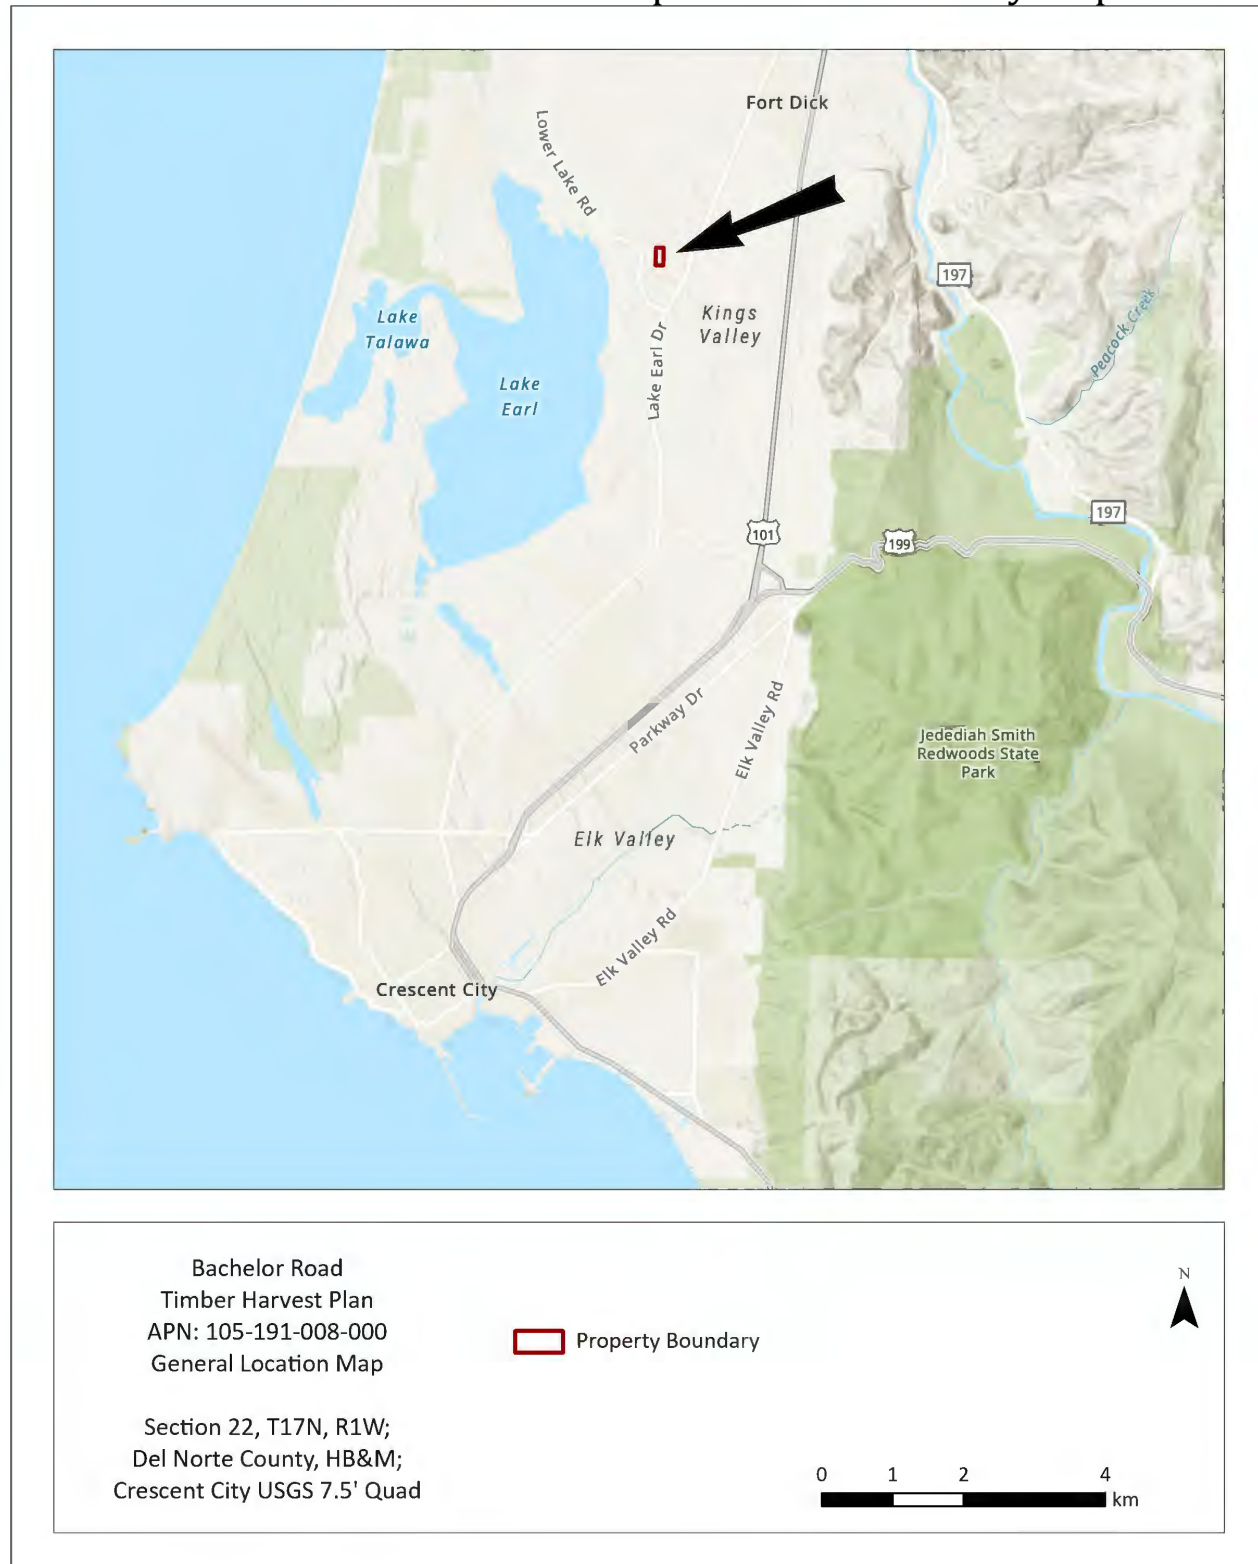 Fort Dick
Lower Lake Rd
197
Kings
Valley
Peacock Creek
Lake
Talawa
Lake Earl Dr
Lake
Earl
197
101
199
Parkway Dr
Elk Valley Rd
Jedediah Smith
Redwoods State
Park
Elk Valley
Elk Valley Rd
Crescent City
Bachelor Road
Timber Harvest Plan
APN: 105-191-008-000
General Location Map
Section 22, T17N, R1W;
Del Norte County, HB&M;
Crescent City USGS 7.5' Quad
Property Boundary
N
0 1 2 4
km